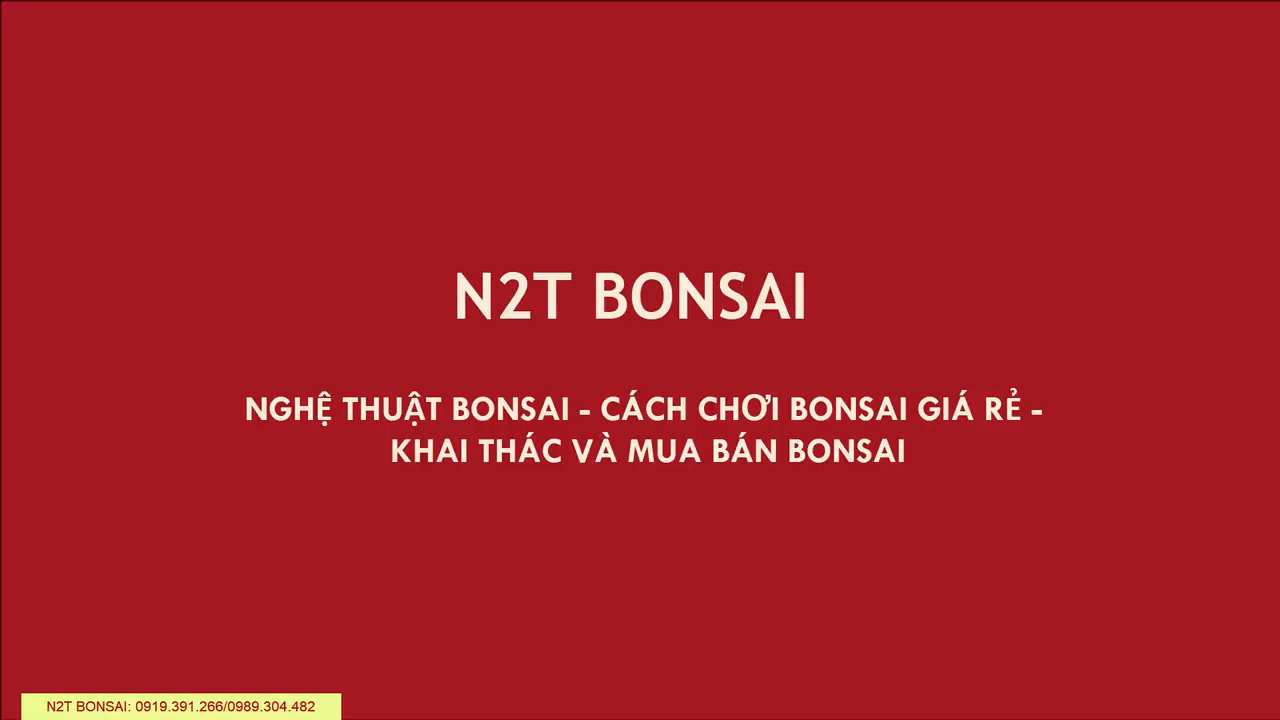 N2T BONSAI
NGHỆ THUẬT BONSAI - CÁCH CHƠI BONSAI GIÁ RẺ -
KHAI THÁC VÀ MUA BÁN BONSAI
N2T BONSAI: 0919.391.266/0989.304.482